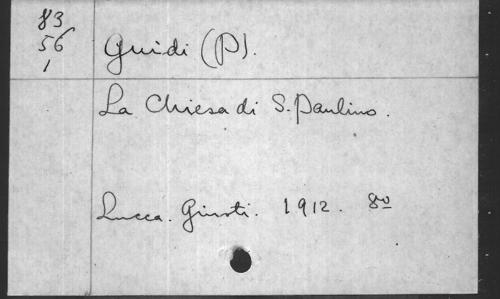 83
56
1
Guidi (P).
La Chiesa di S. Paulino.
Lucca. Giusti. 1912. 8º